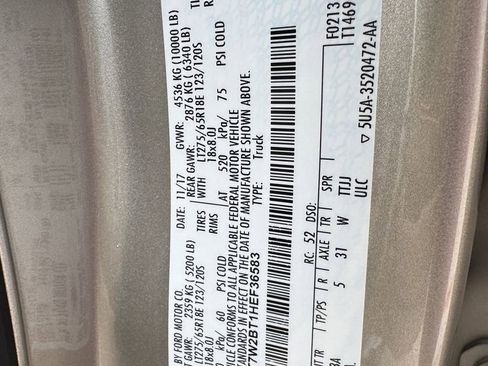 BY FORD MOTOR CO. DATE: 11/17 GVWR: 4536 KG (10000 LB)
GAWR: 2359 KG ( 5200 LB) REAR GAWR: 2876 KG ( 6340 LB)
LT275/65R18E 123/120S TIRES WITH LT275/65R18E 123/120S
18x8.0J RIMS 18x8.0J
kPa/ 60 PSI COLD AT 520 kPa/ 75 PSI COLD
VEHICLE CONFORMS TO ALL APPLICABLE FEDERAL MOTOR VEHICLE
STANDARDS IN EFFECT ON THE DATE OF MANUFACTURE SHOWN ABOVE.
7W2BT1HEF36583 TYPE: Truck
F0213
T1469
RC: 52 DSO:
TR TP/PS R AXLE TR SPR
5 31 W TTJJ
ULC
▽ 5U5A-3520472-AA